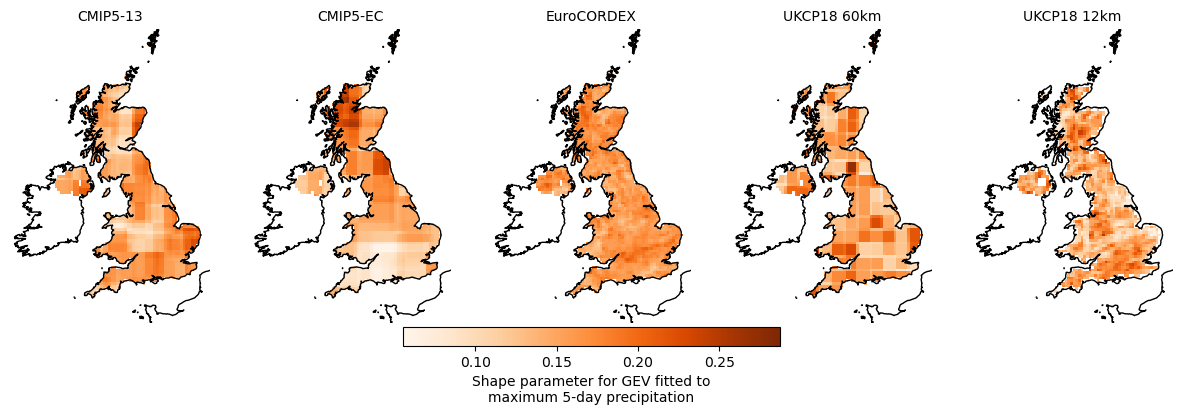 CMIP5-13
CMIP5-EC
EuroCORDEX
UKCP18 60km
UKCP18 12km
0.10
0.15
0.20
0.25
Shape parameter for GEV fitted to
maximum 5-day precipitation